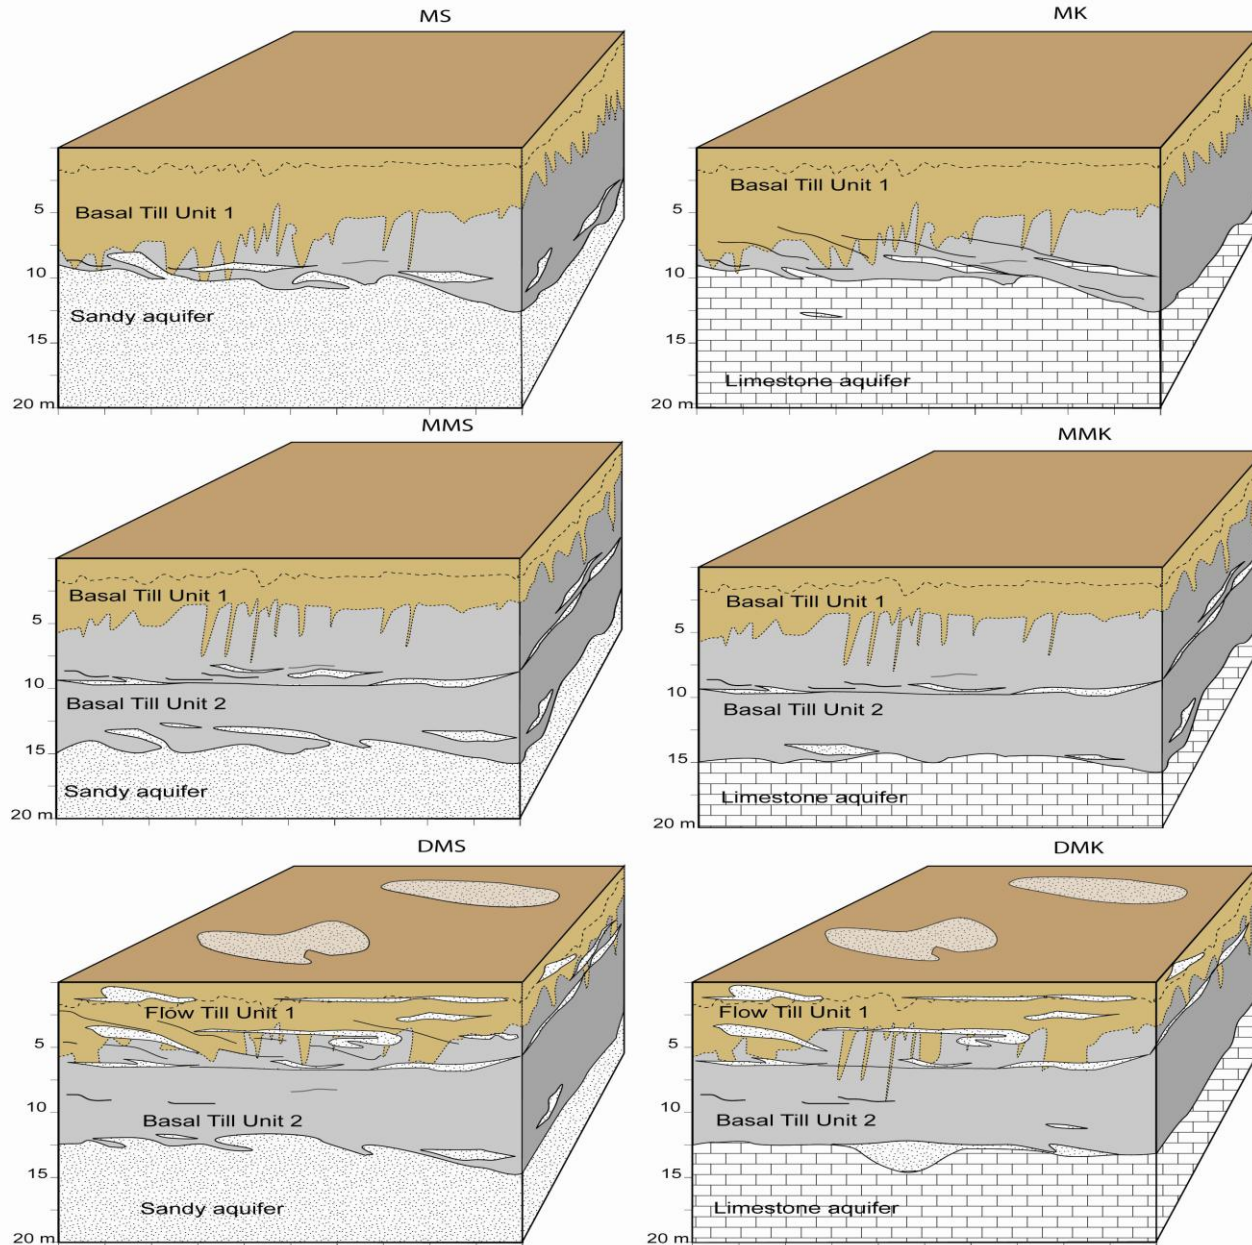 MS
Basal Till Unit 1
5
10
Sandy aquifer
15
20 m
MK
Basal Till Unit 1
5
10
15
Limestone aquifer
20 m
MMS
Basal Till Unit 1
5
10
Basal Till Unit 2
15
Sandy aquifer
20 m
MMK
Basal Till Unit 1
5
10
Basal Till Unit 2
15
Limestone aquifer
20 m
DMS
Flow Till Unit 1
5
10
Basal Till Unit 2
15
Sandy aquifer
20 m
DMK
Flow Till Unit 1
5
10
Basal Till Unit 2
15
Limestone aquifer
20 m